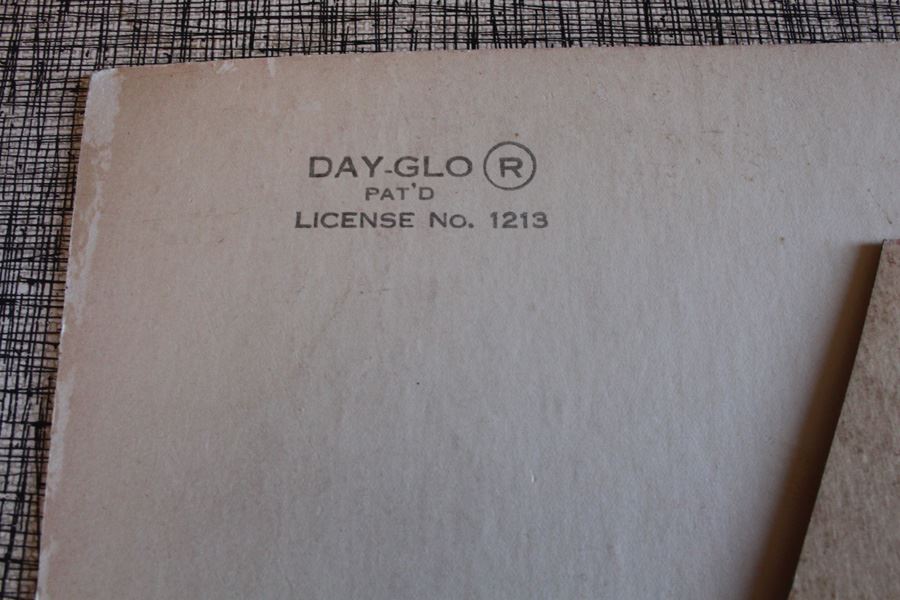 DAY-GLO ®
PAT'D
LICENSE No. 1213